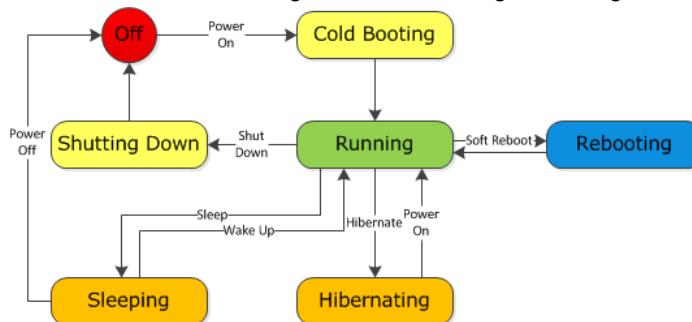 Off
Power
On
Cold Booting
Power
Off
Shutting Down
Shut
Down
Running
Soft Reboot
Rebooting
Sleep
Wake Up
Hibernate
Power
On
Sleeping
Hibernating